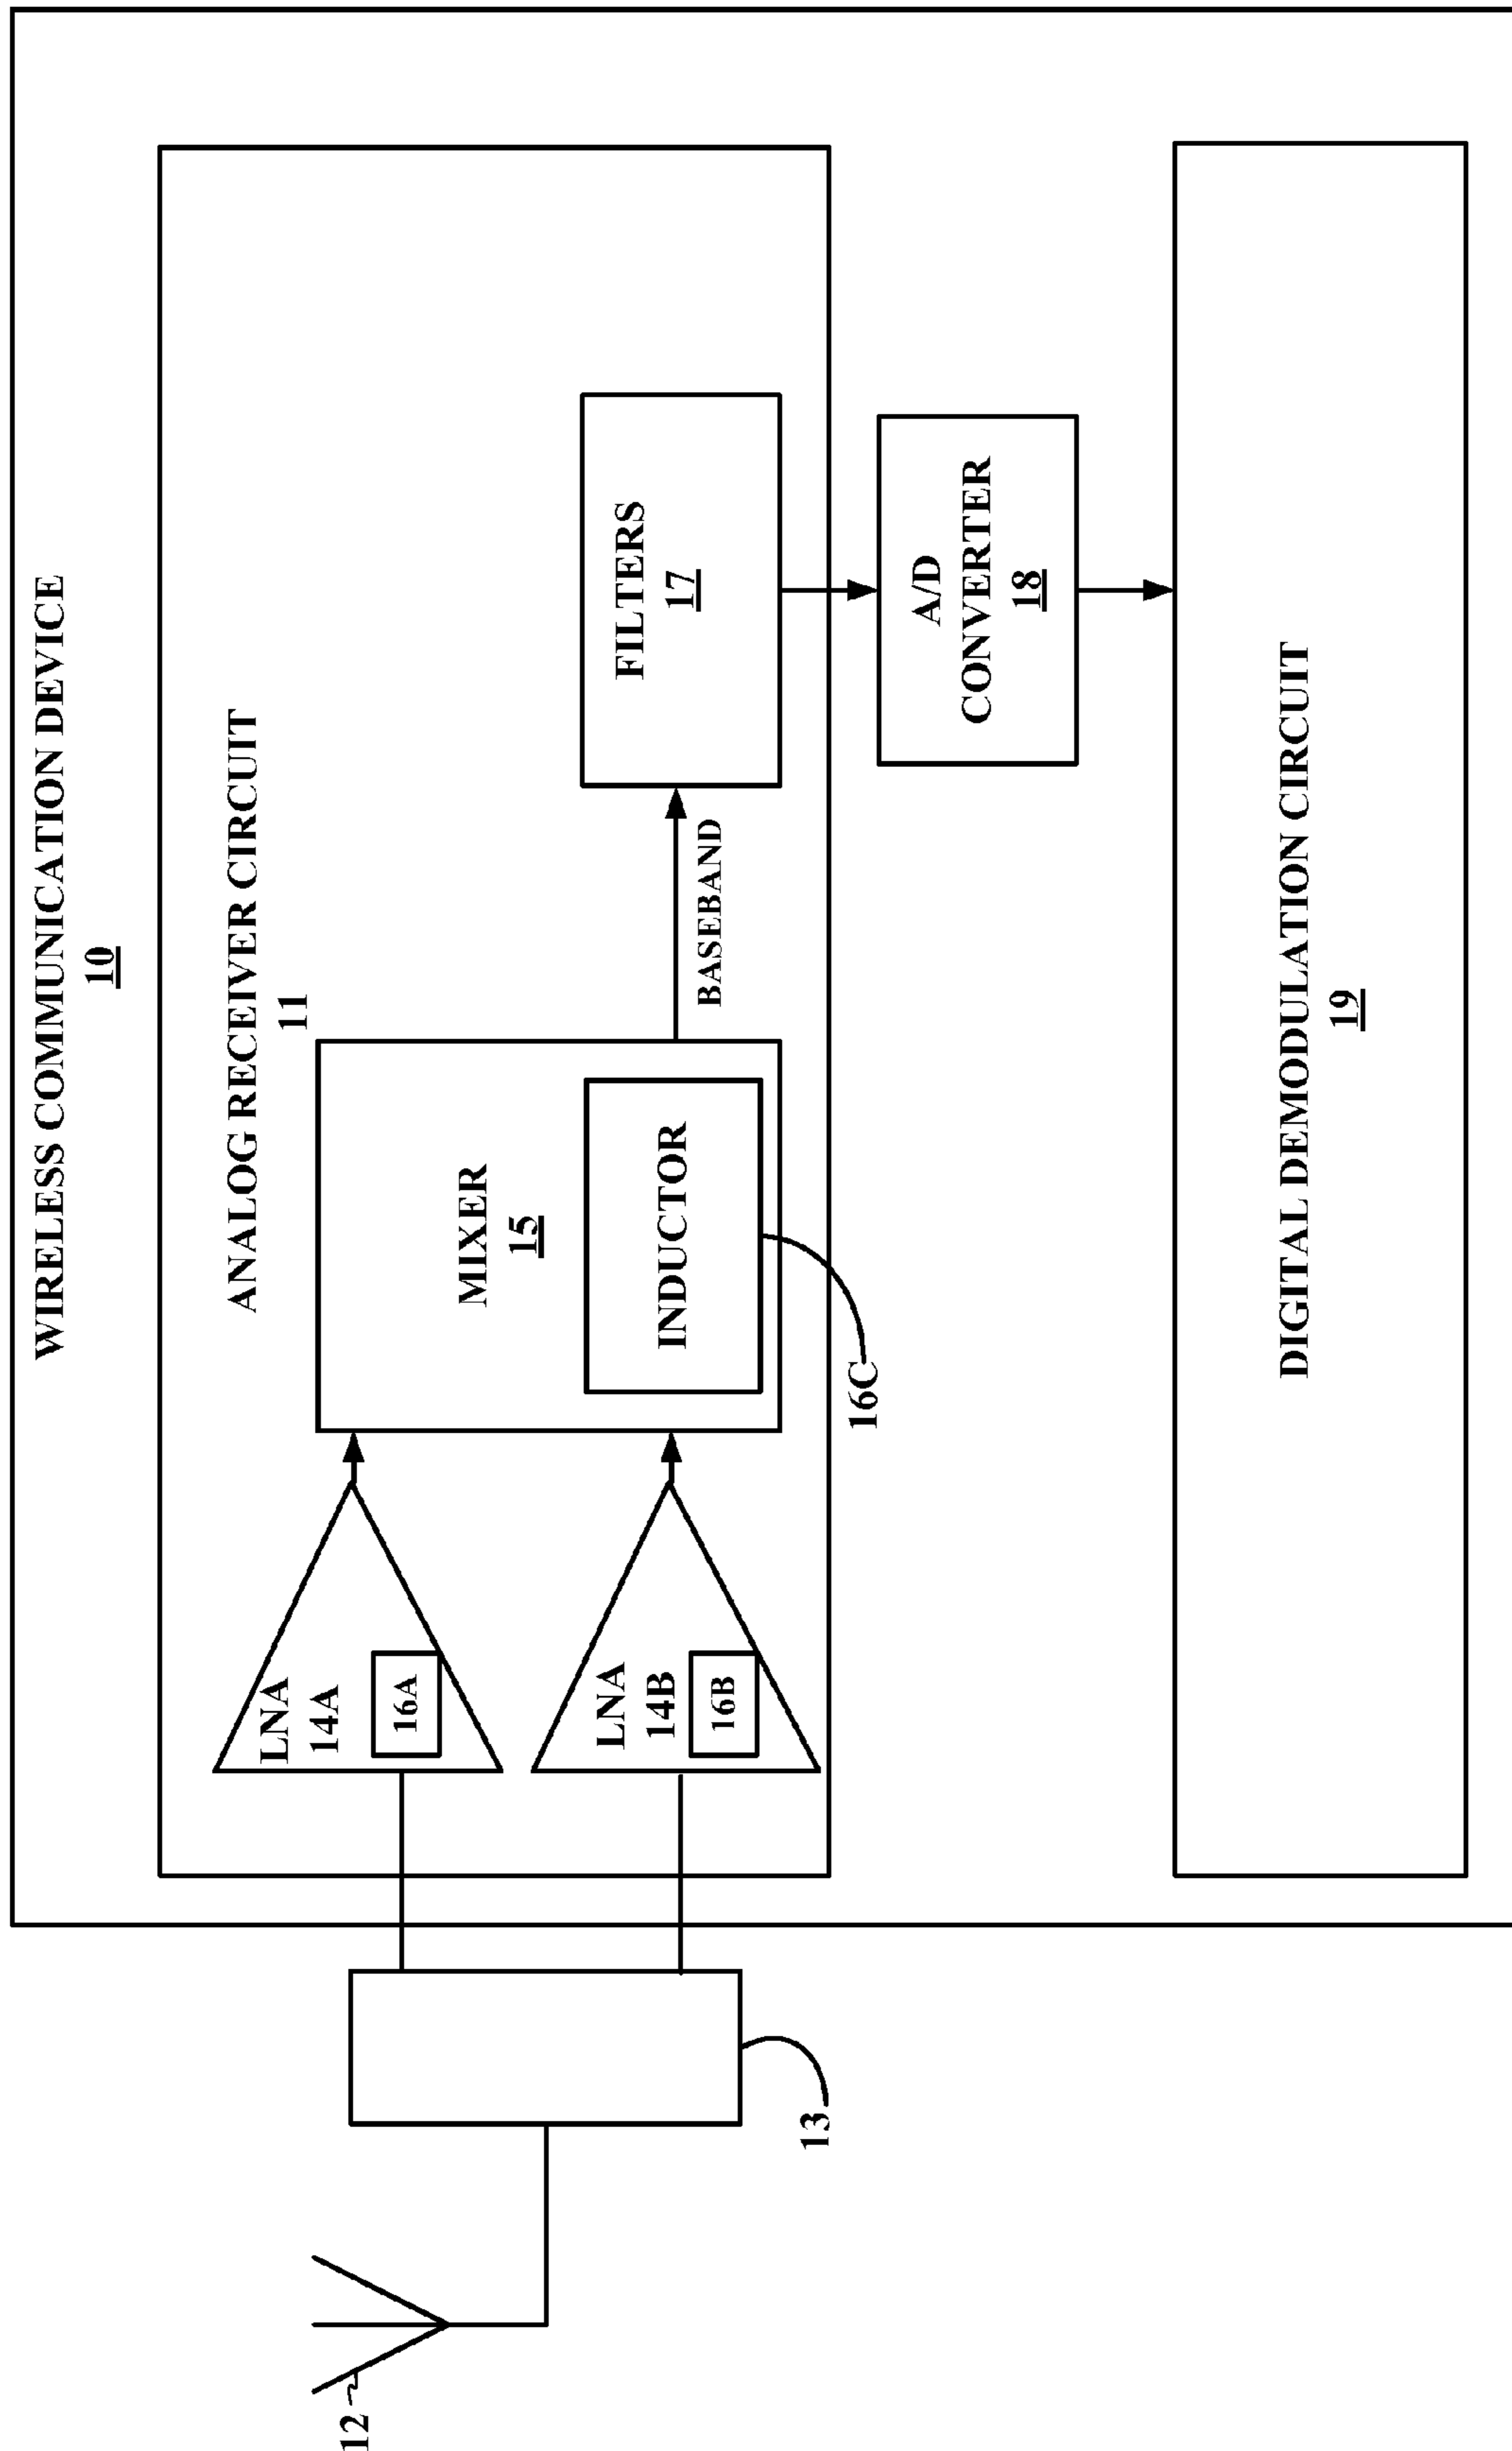 WIRELESS COMMUNICATION DEVICE
10
ANALOG RECEIVER CIRCUIT
11
LNA
14A
16A
LNA
14B
16B
MIXER
15
INDUCTOR
16C
BASEBAND
FILTERS
17
12
13
A/D
CONVERTER
18
DIGITAL DEMODULATION CIRCUIT
19